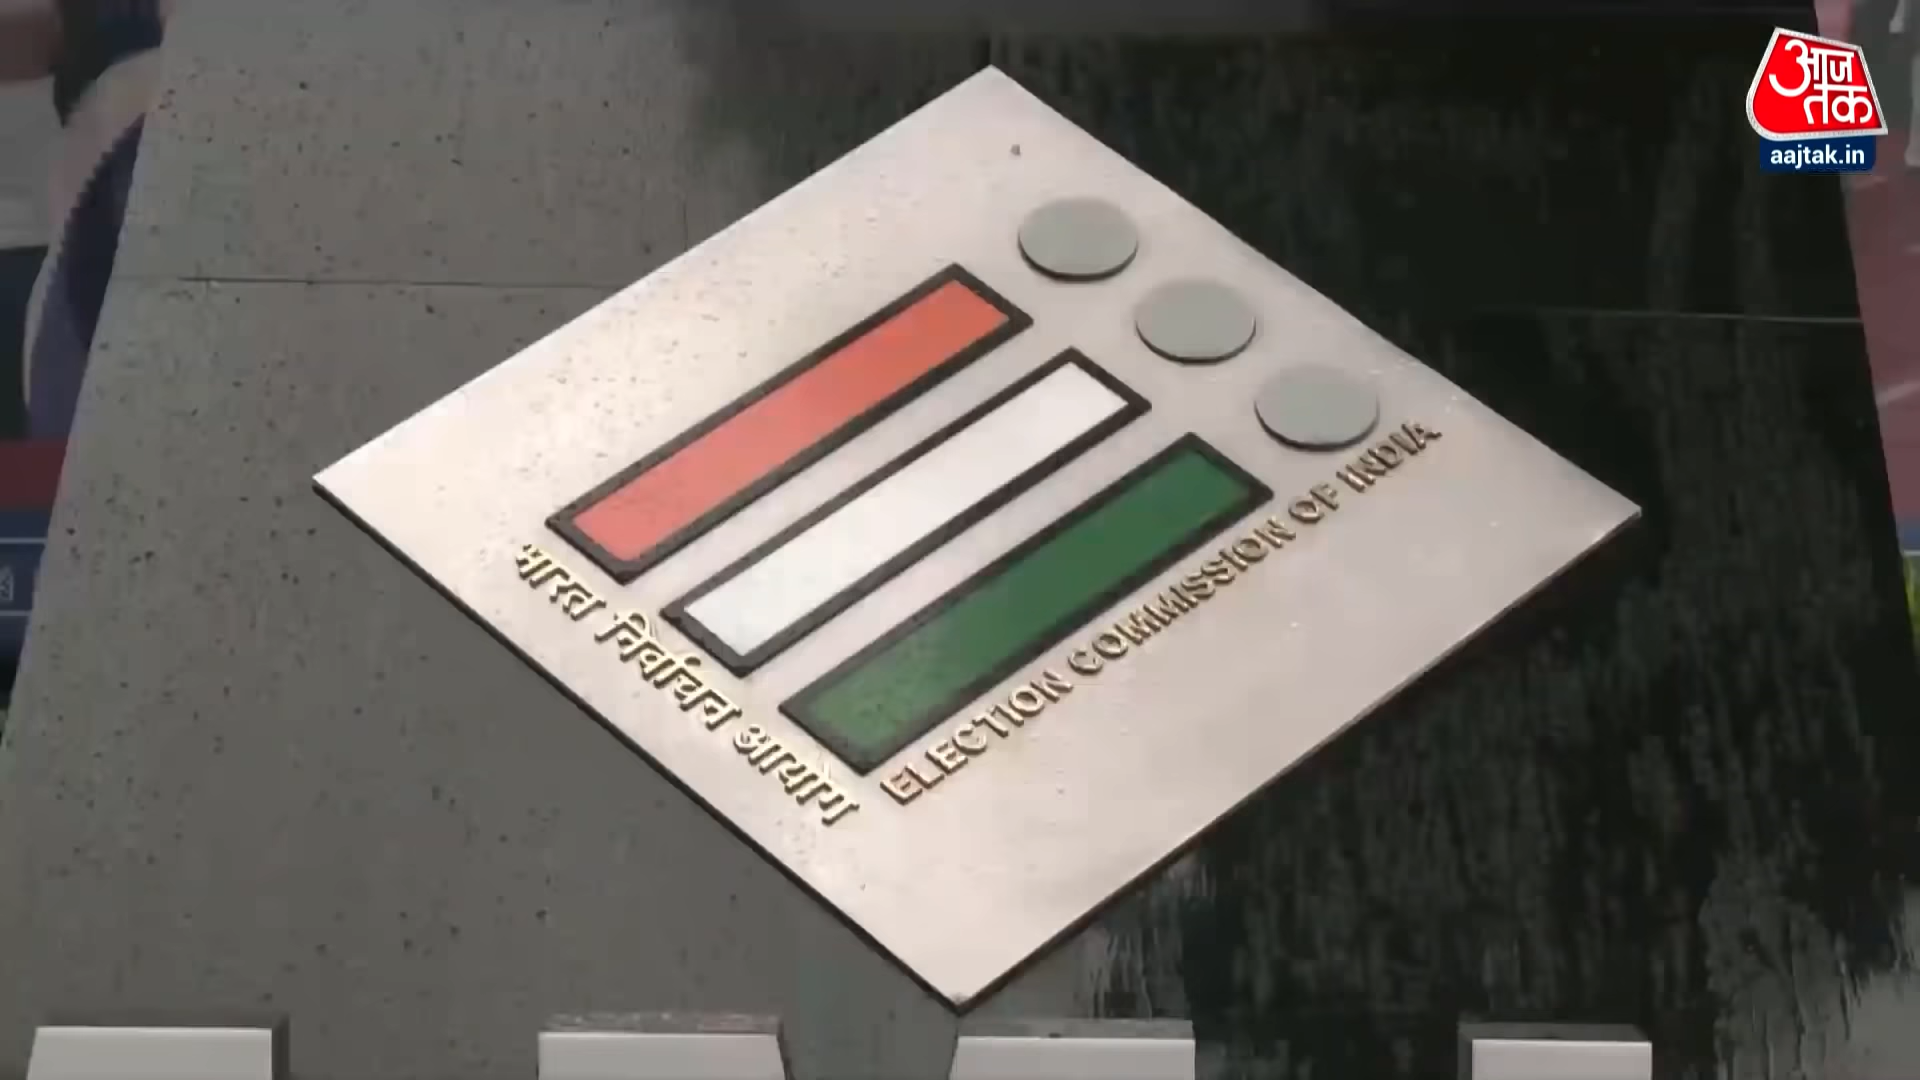 आज
तक
aajtak.in
भारत निर्वाचन आयोग
ELECTION COMMISSION OF INDIA